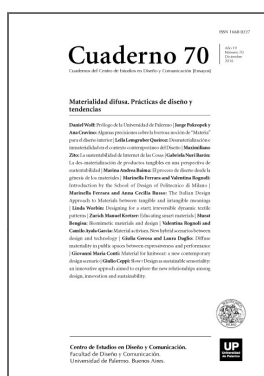 ISSN 1668-0227
Año 19
Número 70
Diciembre
2018
Cuaderno 70
Cuadernos del Centro de Estudios en Diseño y Comunicación [Ensayos]
Materialidad difusa. Prácticas de diseño y
tendencias
Daniel Wolf: Prólogo de la Universidad de Palermo | Jorge Pokropek y
Ana Cravino: Algunas precisiones sobre la borrosa noción de "Materia"
para el diseño interior | Leila Lemgruber Queiroz: Desmaterialização e
imaterialidade en el contexto contemporáneo del Diseño | Maximiliano
Zito: La sustentabilidad de Internet de las Cosas | Gabriela Nuri Barón:
La des-materialización de productos tangibles en una perspectiva de
sustentabilidad | Marina Andrea Baima: El proceso de diseño desde la
génesis de los materiales | Marinella Ferrara and Valentina Rognoli:
Introduction by the School of Design of Politecnico di Milano |
Marinella Ferrara and Anna Cecilia Russo: The Italian Design
Approach to Materials between tangible and intangible meanings
| Linda Worbin: Designing for a start; irreversible dynamic textile
patterns | Zurich Manuel Kretzer: Educating smart materials | Murat
Bengisu: Biomimetic materials and design | Valentina Rognoli and
Camilo Ayala García: Material activism. New hybrid scenarios between
design and technology | Giulia Gerosa and Laura Daglio: Diffuse
materiality in public spaces between expressiveness and performance
| Giovanni Maria Conti: Material for knitwear: a new contemporary
design scenario | Giulio Ceppi: Slow+Design as sustainable sensoriality:
an innovative approach aimed to explore the new relationships among
design, innovation and sustainability.
Centro de Estudios en Diseño y Comunicación.
Facultad de Diseño y Comunicación.
Universidad de Palermo. Buenos Aires.
UP
Universidad
de Palermo